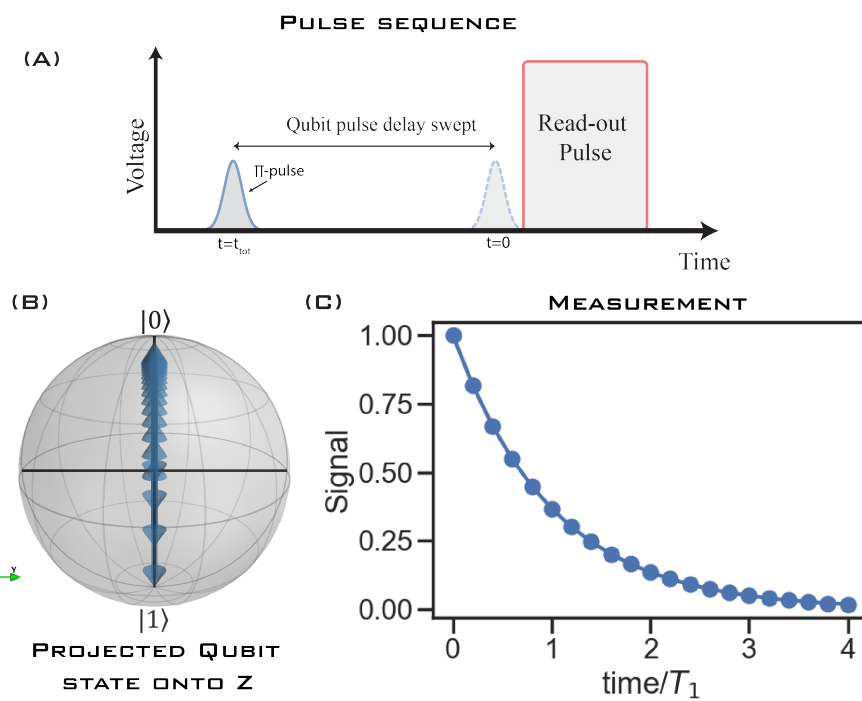 PULSE SEQUENCE
(A)
Voltage
Qubit pulse delay swept
Π-pulse
Read-out
Pulse
t=t_tot
t=0
Time
(B)
|0⟩
Y
|1⟩
PROJECTED QUBIT
STATE ONTO Z
(C)
MEASUREMENT
Signal
1.00
0.75
0.50
0.25
0.00
0 1 2 3 4
time/T₁